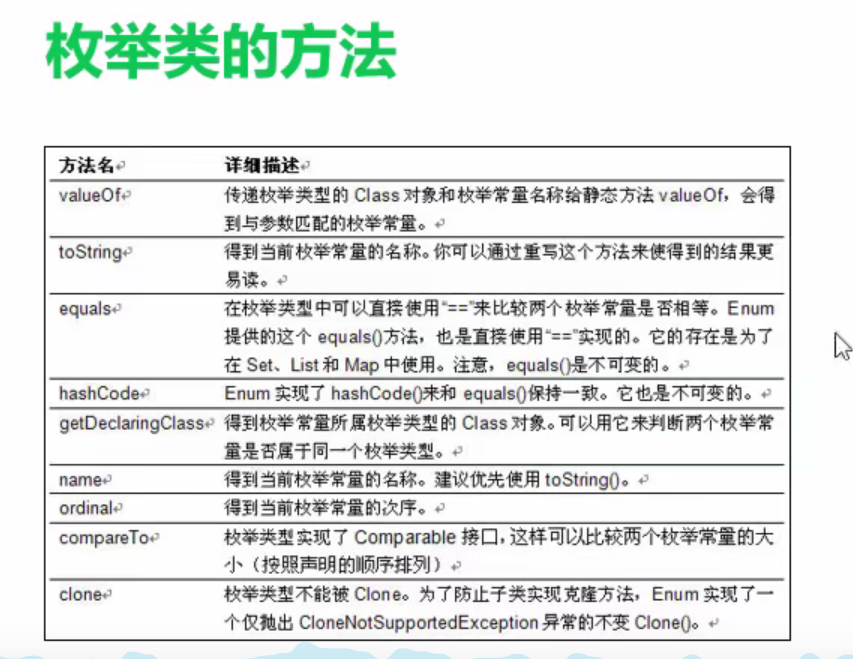 枚举类的方法
方法名 详细描述
valueOf 传递枚举类型的 Class 对象和枚举常量名称给静态方法 valueOf，会得
到与参数匹配的枚举常量。
toString 得到当前枚举常量的名称。你可以通过重写这个方法来使得到的结果更
易读。
equals 在枚举类型中可以直接使用“==”来比较两个枚举常量是否相等。Enum
提供的这个 equals()方法，也是直接使用“==”实现的。它的存在是为了
在 Set、List 和 Map 中使用。注意，equals()是不可变的。
hashCode Enum 实现了 hashCode()来和 equals()保持一致。它也是不可变的。
getDeclaringClass 得到枚举常量所属枚举类型的 Class 对象。可以用它来判断两个枚举常
量是否属于同一个枚举类型。
name 得到当前枚举常量的名称。建议优先使用 toString()。
ordinal 得到当前枚举常量的次序。
compareTo 枚举类型实现了 Comparable 接口，这样可以比较两个枚举常量的大
小（按照声明的顺序排列）
clone 枚举类型不能被 Clone。为了防止子类实现克隆方法，Enum 实现了一
个仅抛出 CloneNotSupportedException 异常的不变 Clone()。